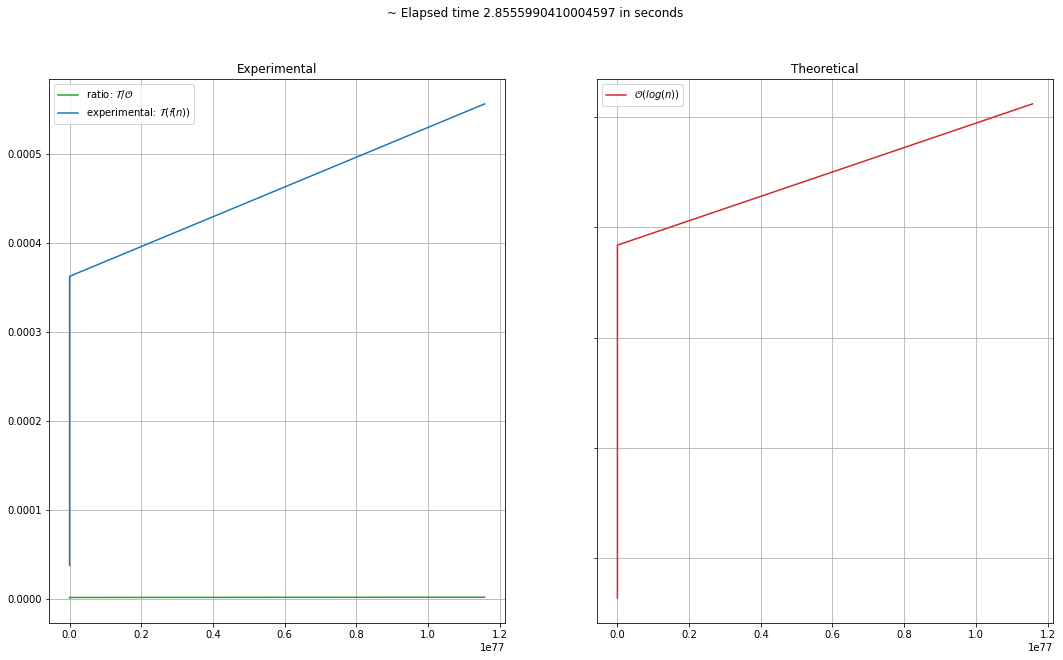 ~ Elapsed time 2.8555990410004597 in seconds
Experimental
ratio: 𝒯/𝒪
experimental: 𝒯(f(n))
0.0005
0.0004
0.0003
0.0002
0.0001
0.0000
0.0 0.2 0.4 0.6 0.8 1.0 1.2
1e77
Theoretical
𝒪(log(n))
0.0 0.2 0.4 0.6 0.8 1.0 1.2
1e77